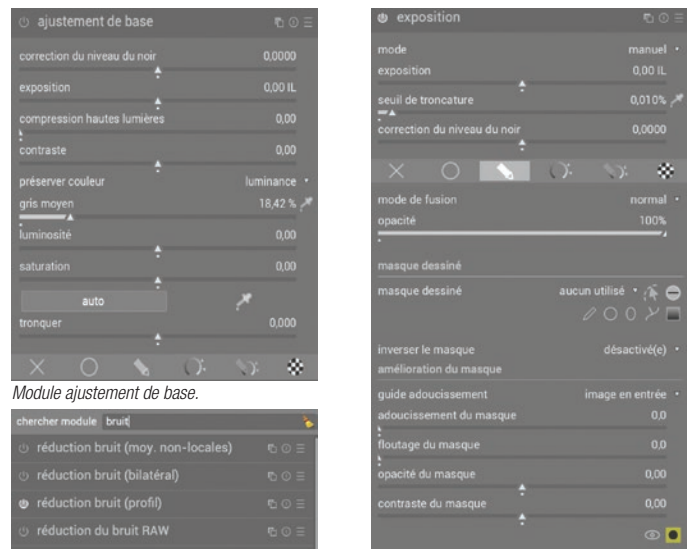 ajustement de base
correction du niveau du noir 0,0000
exposition 0,00 IL
compression hautes lumières 0,00
contraste 0,00
préserver couleur luminance
gris moyen 18,42 %
luminosité 0,00
saturation 0,00
auto
tronquer 0,000
Module ajustement de base.
chercher module bruit
réduction bruit (moy. non-locales)
réduction bruit (bilatéral)
réduction bruit (profil)
réduction du bruit RAW
exposition
mode manuel
exposition 0,00 IL
seuil de troncature 0,010%
correction du niveau du noir 0,0000
mode de fusion normal
opacité 100%
masque dessiné
masque dessiné aucun utilisé
inverser le masque désactivé(e)
amélioration du masque
guide adoucissement image en entrée
adoucissement du masque 0,0
floutage du masque 0,0
opacité du masque 0,00
contraste du masque 0,00